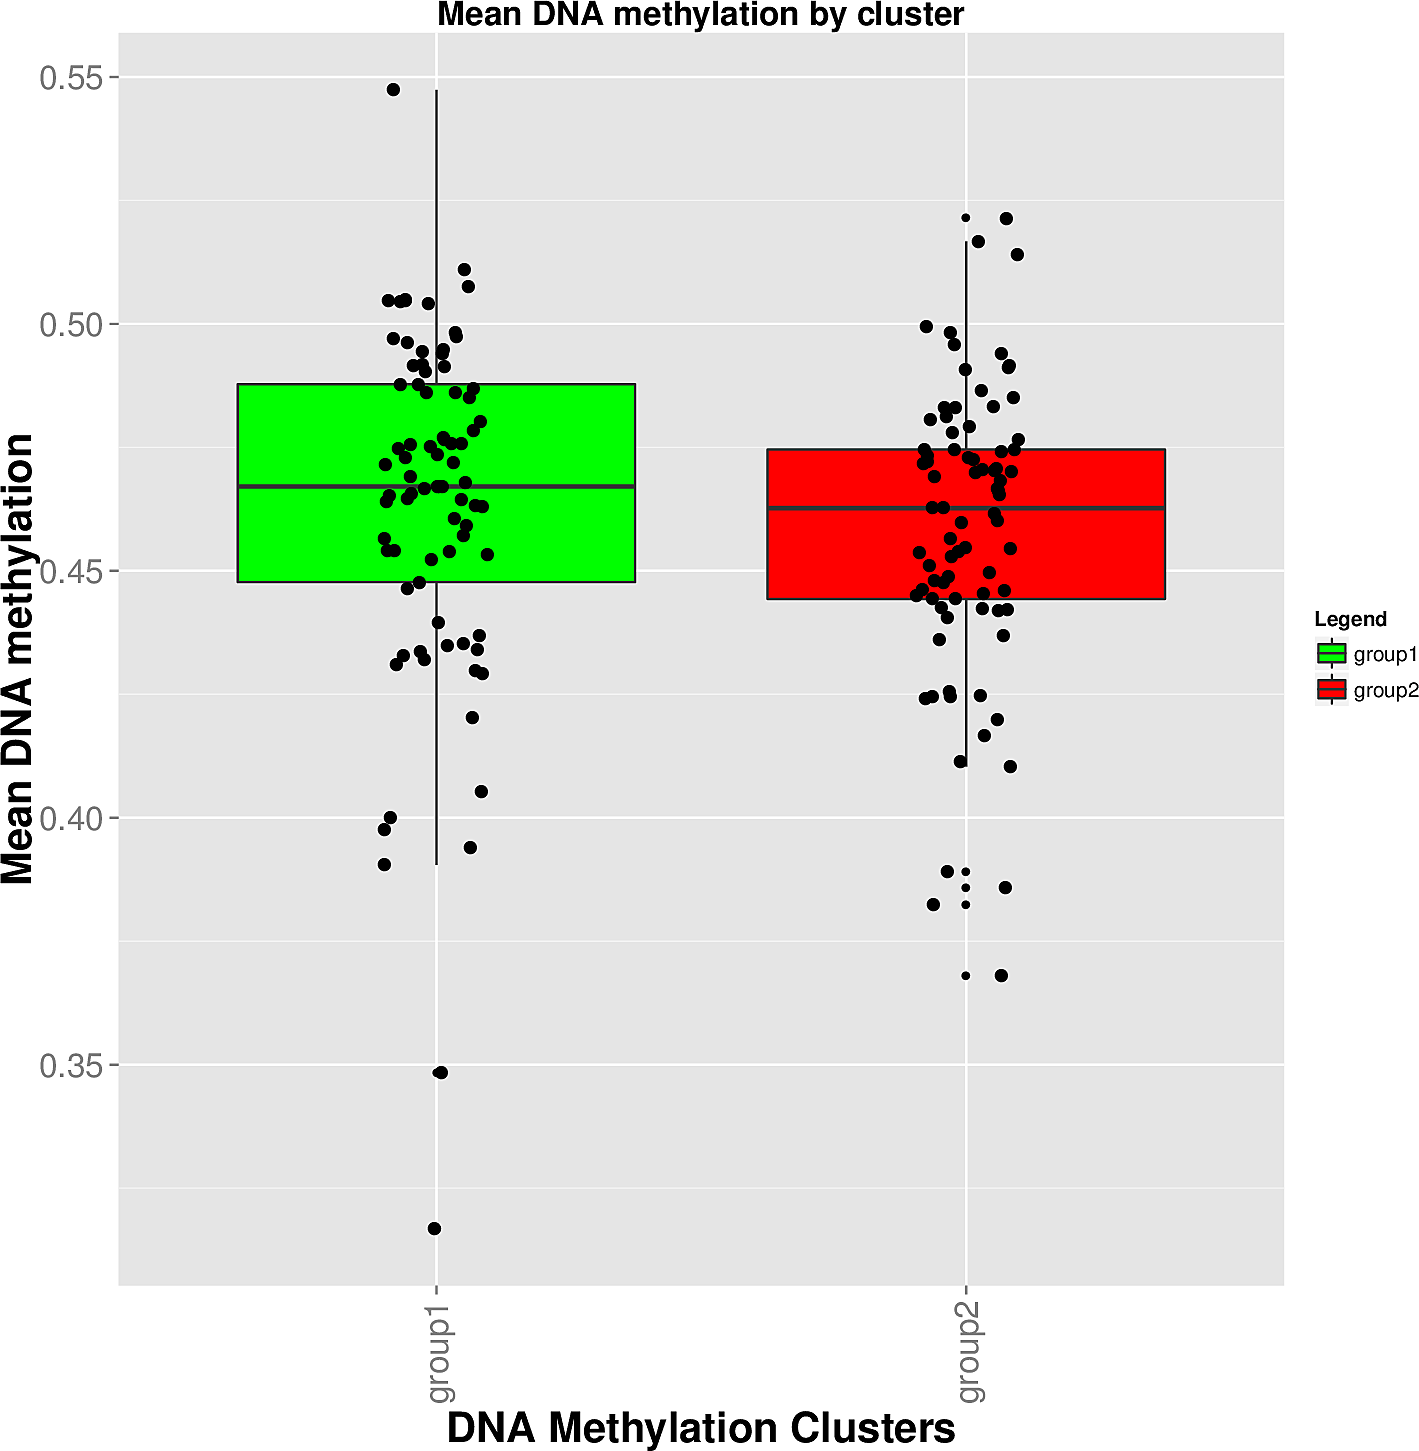 Mean DNA methylation by cluster
Mean DNA methylation
0.55
0.50
0.45
0.40
0.35
group1
group2
DNA Methylation Clusters
Legend
group1
group2